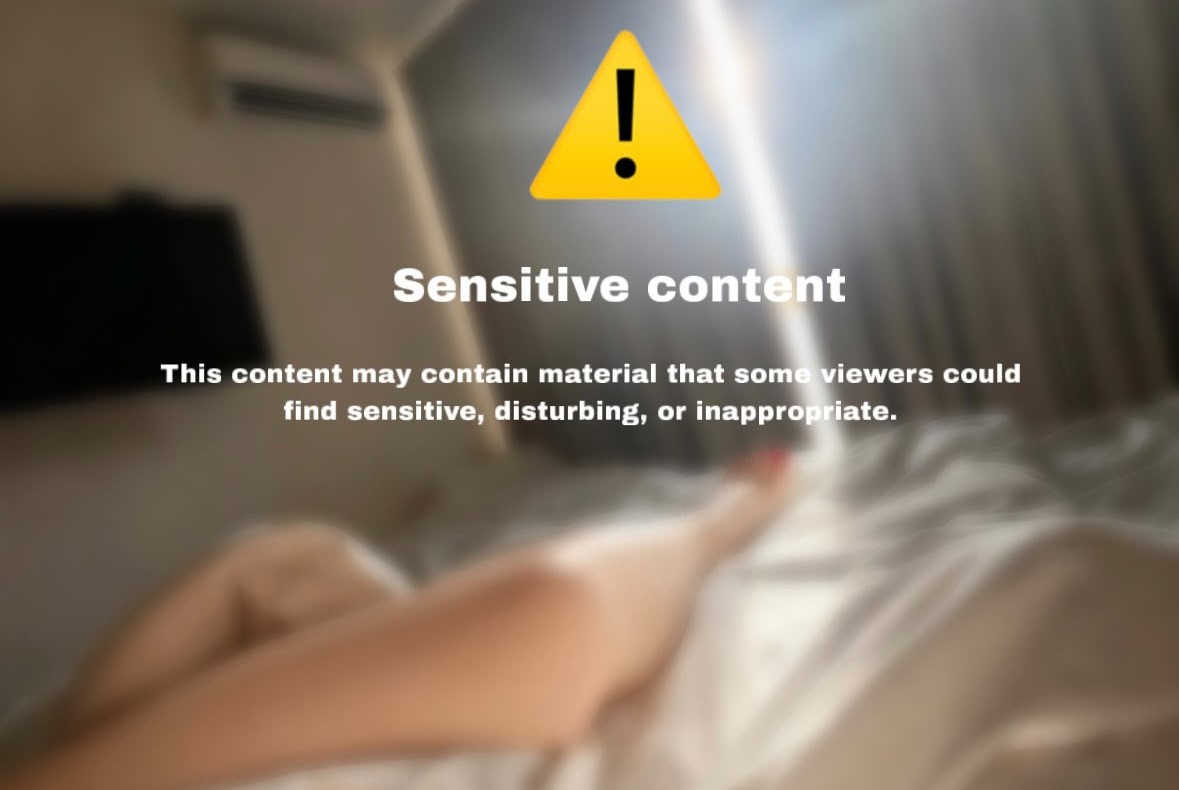 Sensitive content
This content may contain material that some viewers could
find sensitive, disturbing, or inappropriate.